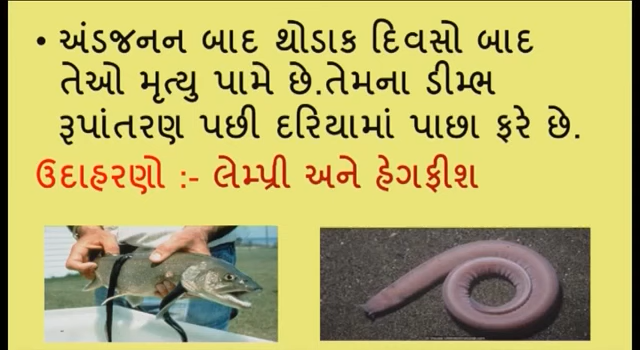 • અંડજનન બાદ થોડાક દિવસો બાદ
તેઓ મૃત્યુ પામે છે.તેમના ડીમ્ભ
રૂપાંતરણ પછી દરિયામાં પાછા ફરે છે.
ઉદાહરણો :- લેમ્પ્રી અને હેગફીશ